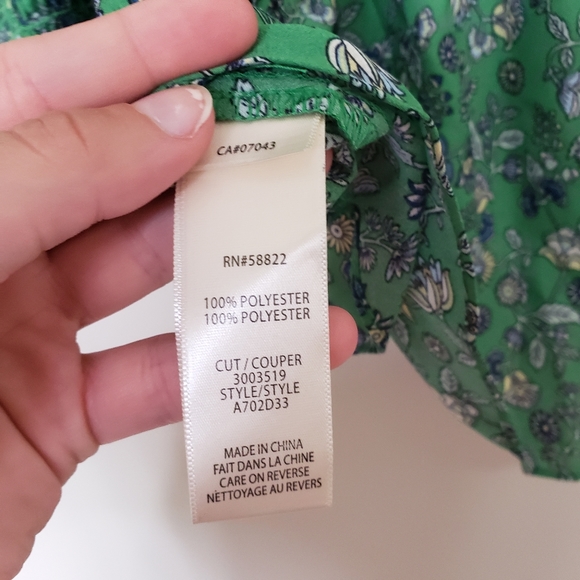 CA#07043
RN#58822
100% POLYESTER
100% POLYESTER
CUT / COUPER
3003519
STYLE/STYLE
A702D33
MADE IN CHINA
FAIT DANS LA CHINE
CARE ON REVERSE
NETTOYAGE AU REVERS